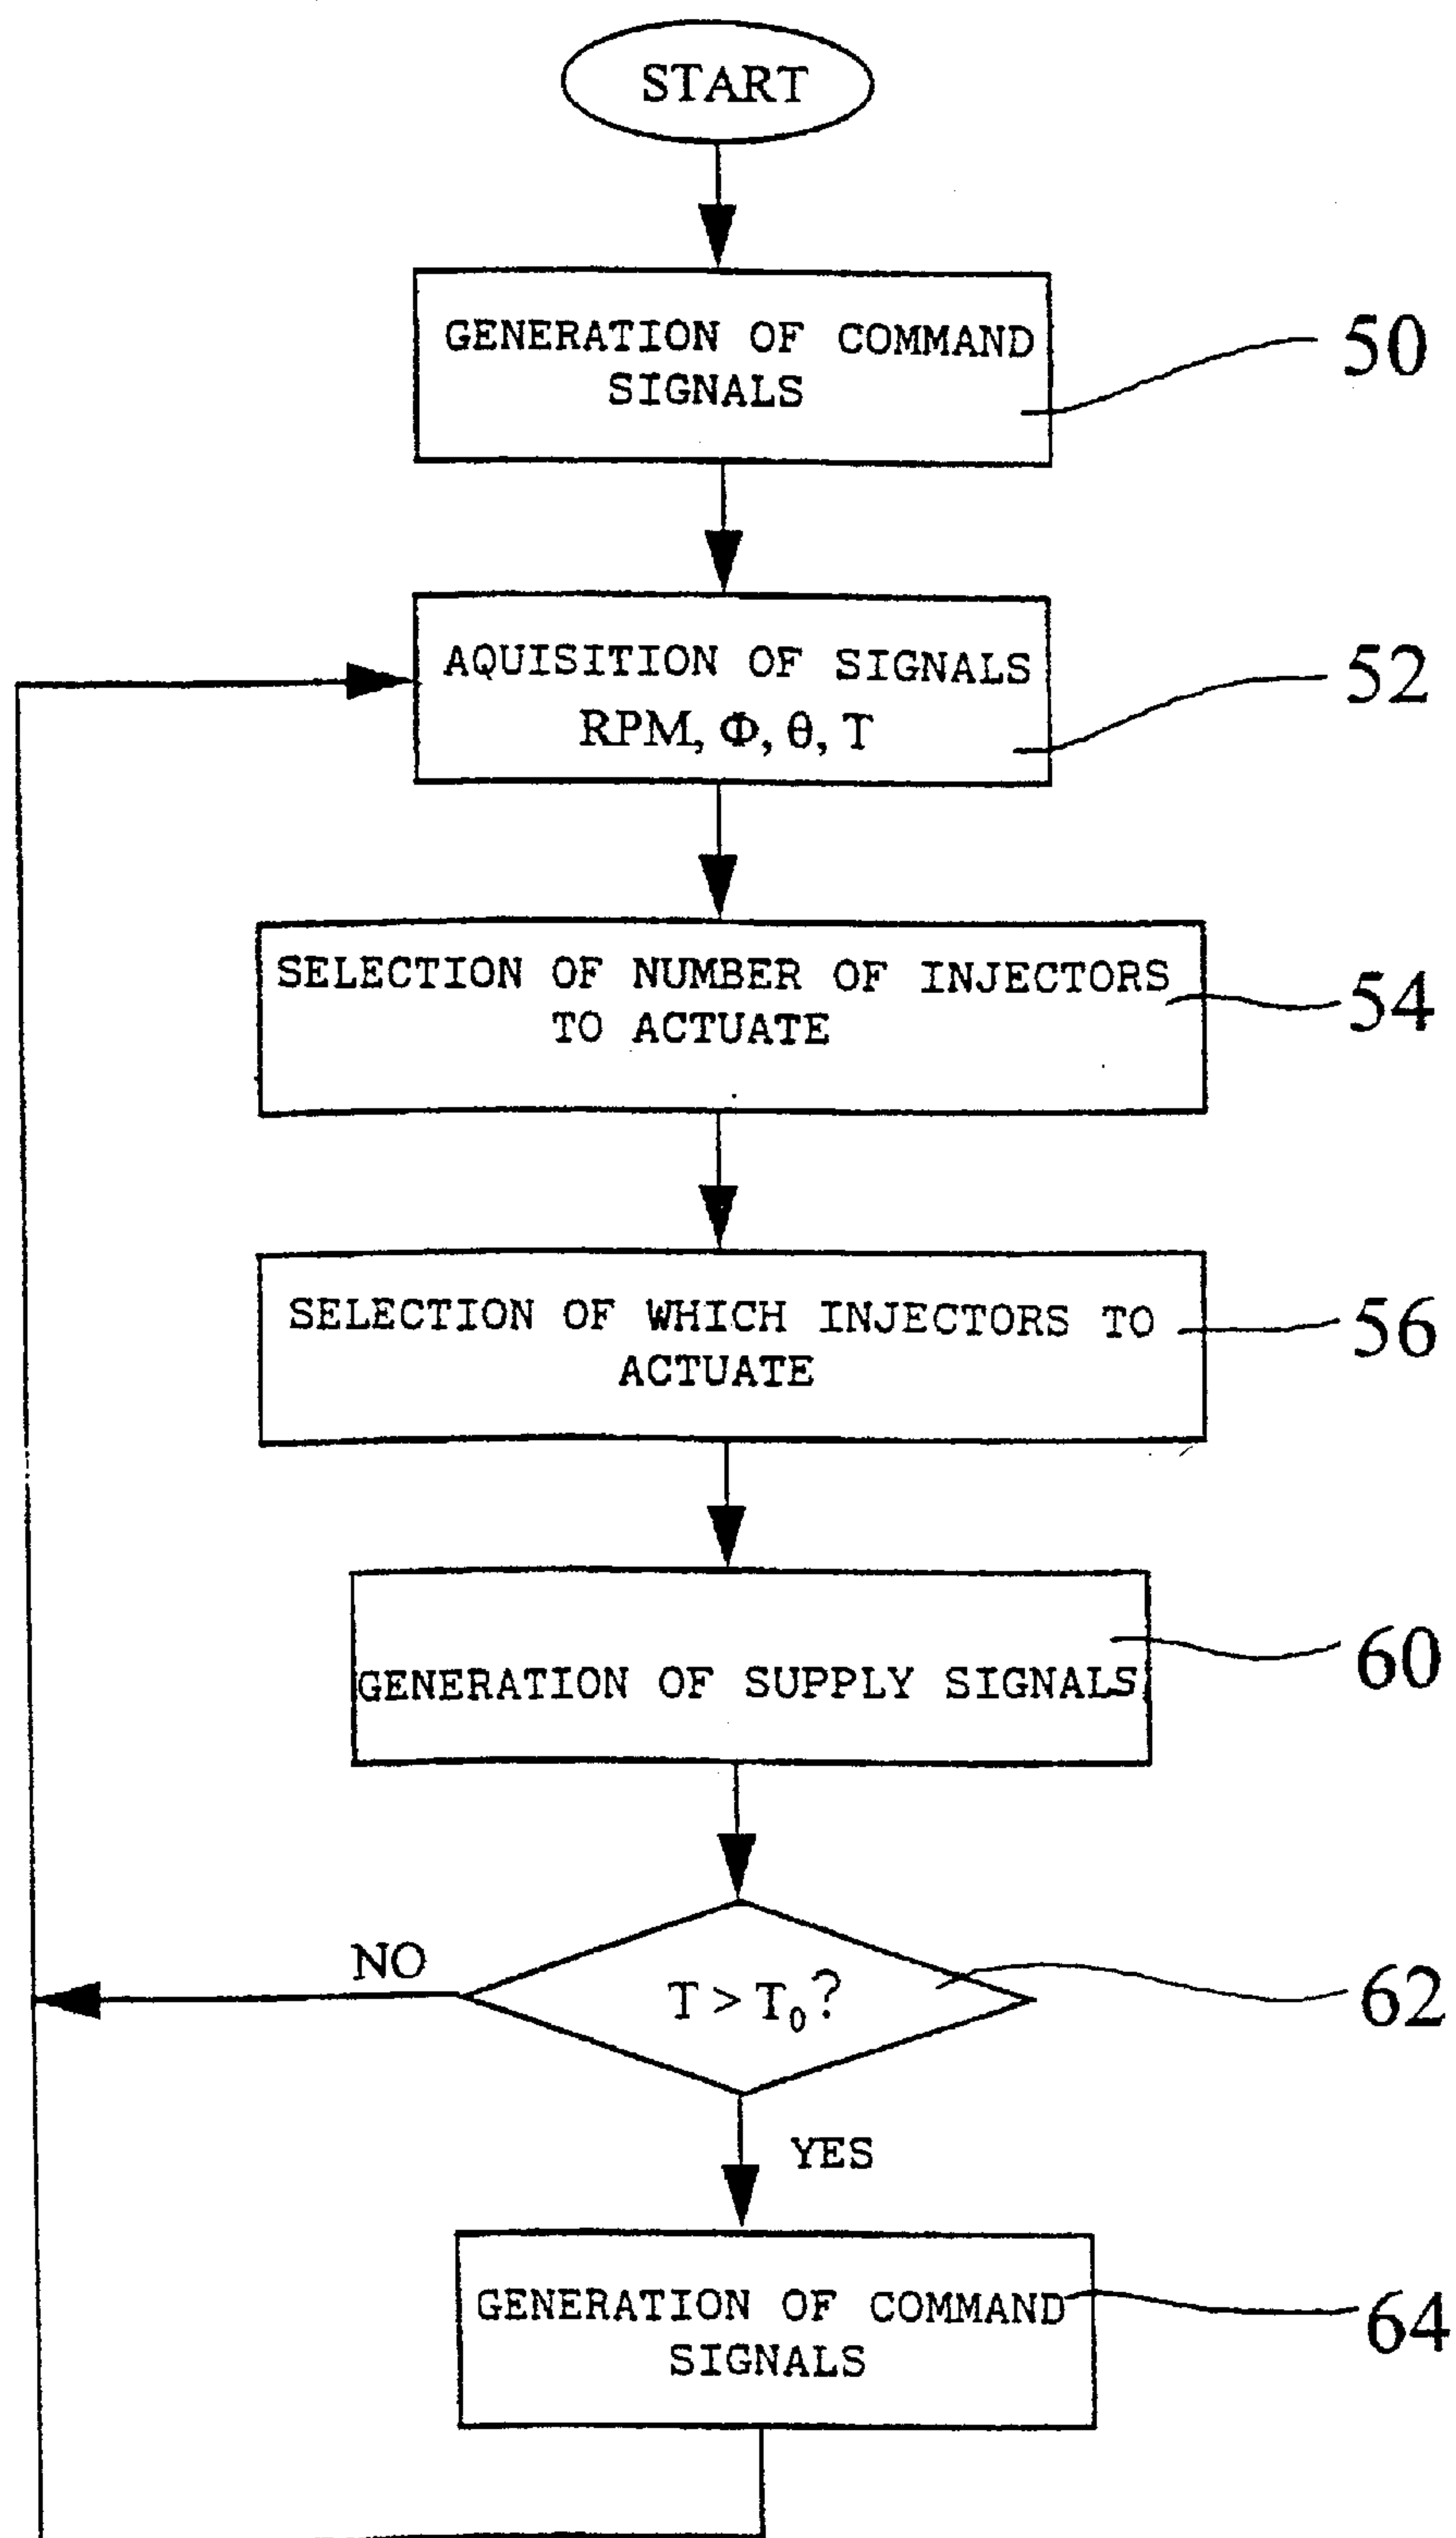 START
GENERATION OF COMMAND
SIGNALS
50
AQUISITION OF SIGNALS
RPM, Φ, θ, T
52
SELECTION OF NUMBER OF INJECTORS
TO ACTUATE
54
SELECTION OF WHICH INJECTORS TO
ACTUATE
56
GENERATION OF SUPPLY SIGNALS
60
NO
T > T₀?
62
YES
GENERATION OF COMMAND
SIGNALS
64